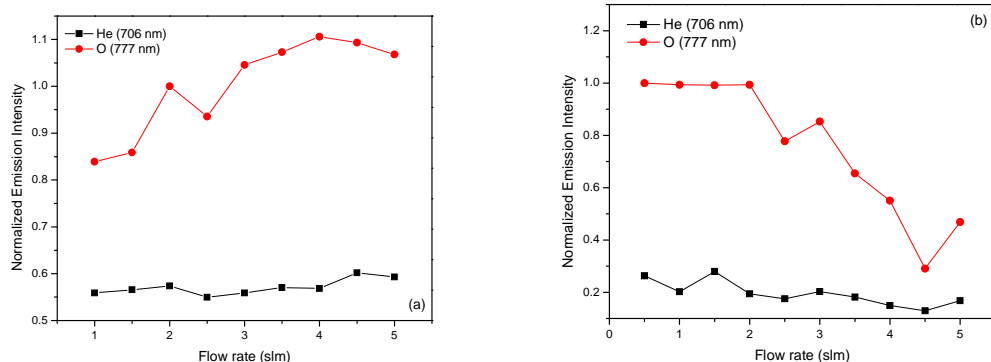 He (706 nm)
O (777 nm)
Normalized Emission Intensity
1.1
1.0
0.9
0.8
0.7
0.6
0.5
1 2 3 4 5
Flow rate (slm)
(a)
He (706 nm)
O (777 nm)
(b)
Normalized Emission Intensity
1.2
1.0
0.8
0.6
0.4
0.2
0 1 2 3 4 5
Flow rate (slm)